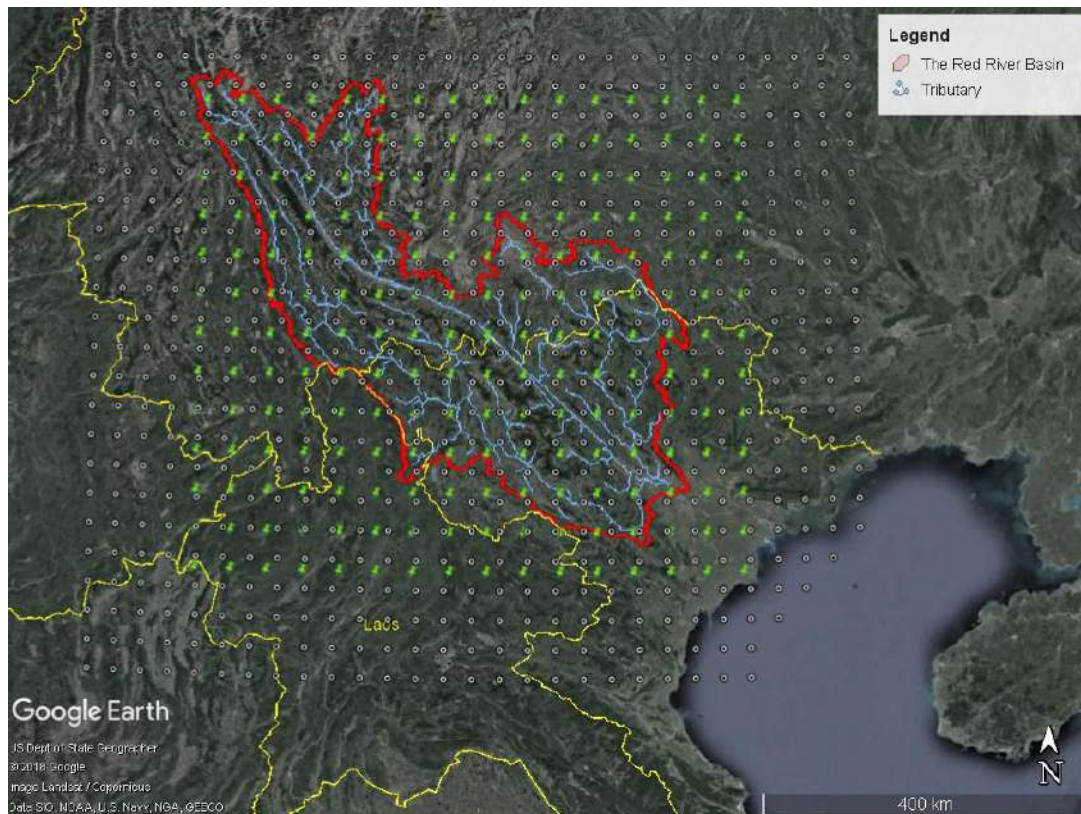 Legend
The Red River Basin
Tributary
Laos
Google Earth
US Dept of State Geographer
©2018 Google
Image Landsat / Copernicus
Data SIO, NOAA, U.S. Navy, NGA, GEBCO
N
400 km